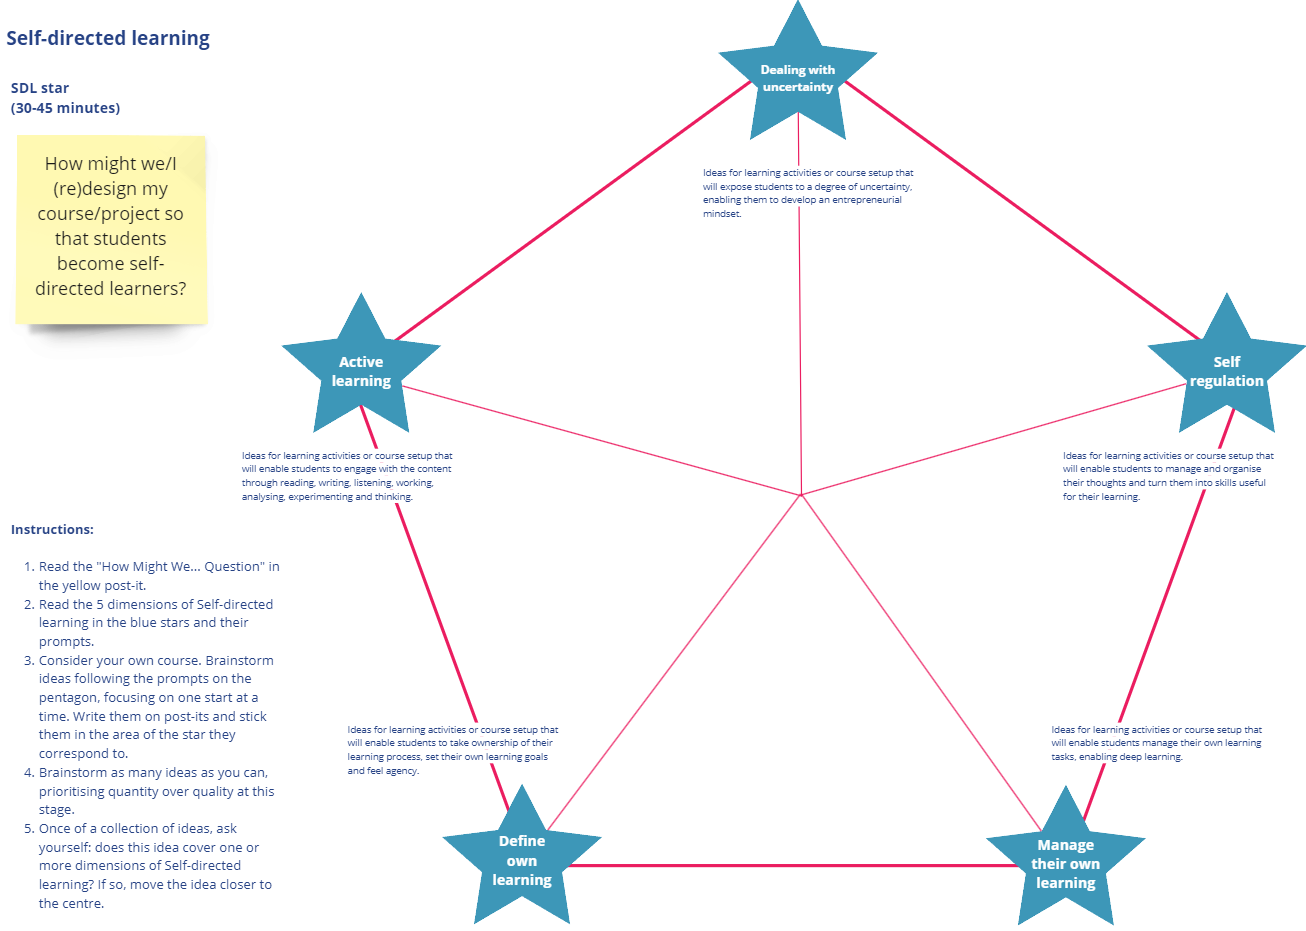 Self-directed learning
SDL star
(30-45 minutes)
How might we/I
(re)design my
course/project so
that students
become self-
directed learners?
Dealing with
uncertainty
Ideas for learning activities or course setup that
will expose students to a degree of uncertainty,
enabling them to develop an entrepreneurial
mindset.
Active
learning
Ideas for learning activities or course setup that
will enable students to engage with the content
through reading, writing, listening, working,
analysing, experimenting and thinking.
Self
regulation
Ideas for learning activities or course setup that
will enable students to manage and organise
their thoughts and turn them into skills useful
for their learning.
Instructions:
1. Read the "How Might We... Question" in
the yellow post-it.
2. Read the 5 dimensions of Self-directed
learning in the blue stars and their
prompts.
3. Consider your own course. Brainstorm
ideas following the prompts on the
pentagon, focusing on one start at a
time. Write them on post-its and stick
them in the area of the star they
correspond to.
4. Brainstorm as many ideas as you can,
prioritising quantity over quality at this
stage.
5. Once of a collection of ideas, ask
yourself: does this idea cover one or
more dimensions of Self-directed
learning? If so, move the idea closer to
the centre.
Ideas for learning activities or course setup that
will enable students to take ownership of their
learning process, set their own learning goals
and feel agency.
Define
own
learning
Ideas for learning activities or course setup that
will enable students manage their own learning
tasks, enabling deep learning.
Manage
their own
learning